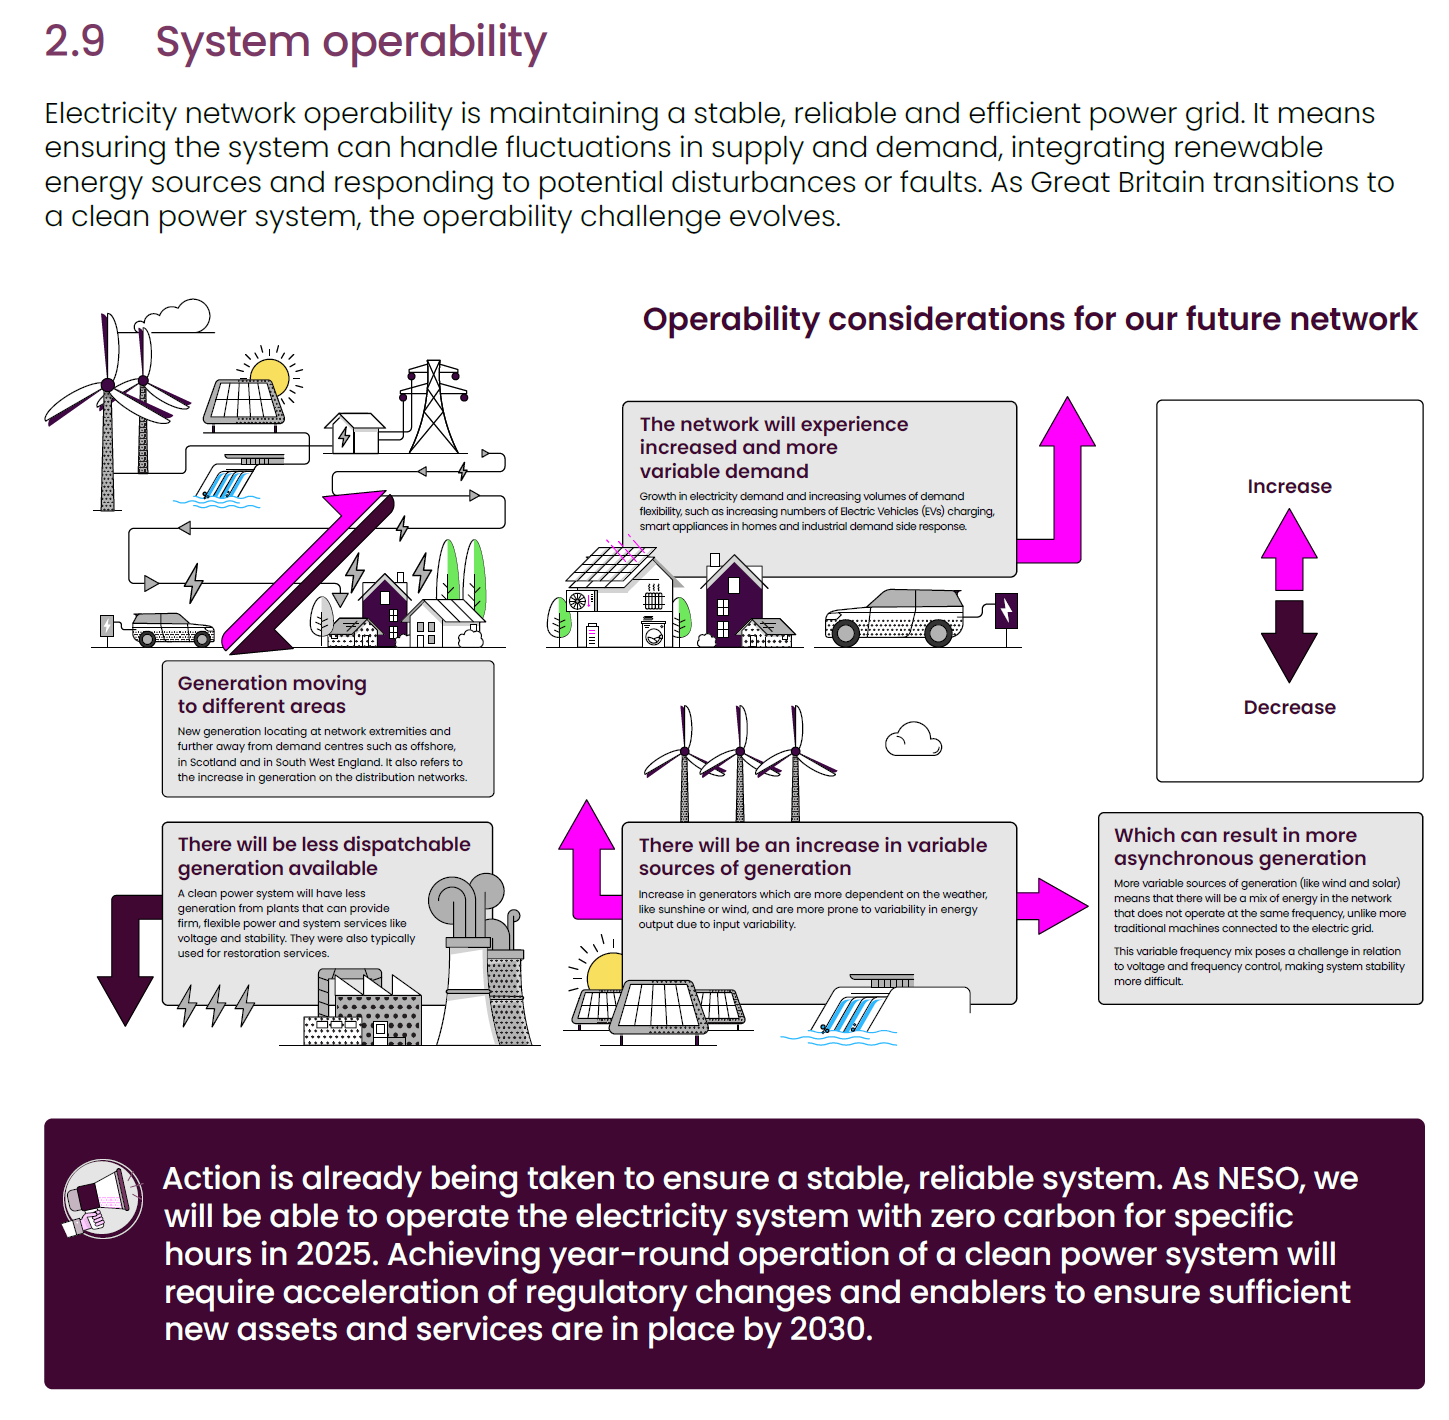 2.9 System operability
Electricity network operability is maintaining a stable, reliable and efficient power grid. It means
ensuring the system can handle fluctuations in supply and demand, integrating renewable
energy sources and responding to potential disturbances or faults. As Great Britain transitions to
a clean power system, the operability challenge evolves.
Operability considerations for our future network
The network will experience
increased and more
variable demand
Growth in electricity demand and increasing volumes of demand
flexibility, such as increasing numbers of Electric Vehicles (EVs) charging,
smart appliances in homes and industrial demand side response.
Increase
Decrease
Generation moving
to different areas
New generation locating at network extremities and
further away from demand centres such as offshore,
in Scotland and in South West England. It also refers to
the increase in generation on the distribution networks.
There will be less dispatchable
generation available
A clean power system will have less
generation from plants that can provide
firm, flexible power and system services like
voltage and stability. They were also typically
used for restoration services.
There will be an increase in variable
sources of generation
Increase in generators which are more dependent on the weather,
like sunshine or wind, and are more prone to variability in energy
output due to input variability.
Which can result in more
asynchronous generation
More variable sources of generation (like wind and solar)
means that there will be a mix of energy in the network
that does not operate at the same frequency, unlike more
traditional machines connected to the electric grid.
This variable frequency mix poses a challenge in relation
to voltage and frequency control, making system stability
more difficult.
Action is already being taken to ensure a stable, reliable system. As NESO, we
will be able to operate the electricity system with zero carbon for specific
hours in 2025. Achieving year-round operation of a clean power system will
require acceleration of regulatory changes and enablers to ensure sufficient
new assets and services are in place by 2030.